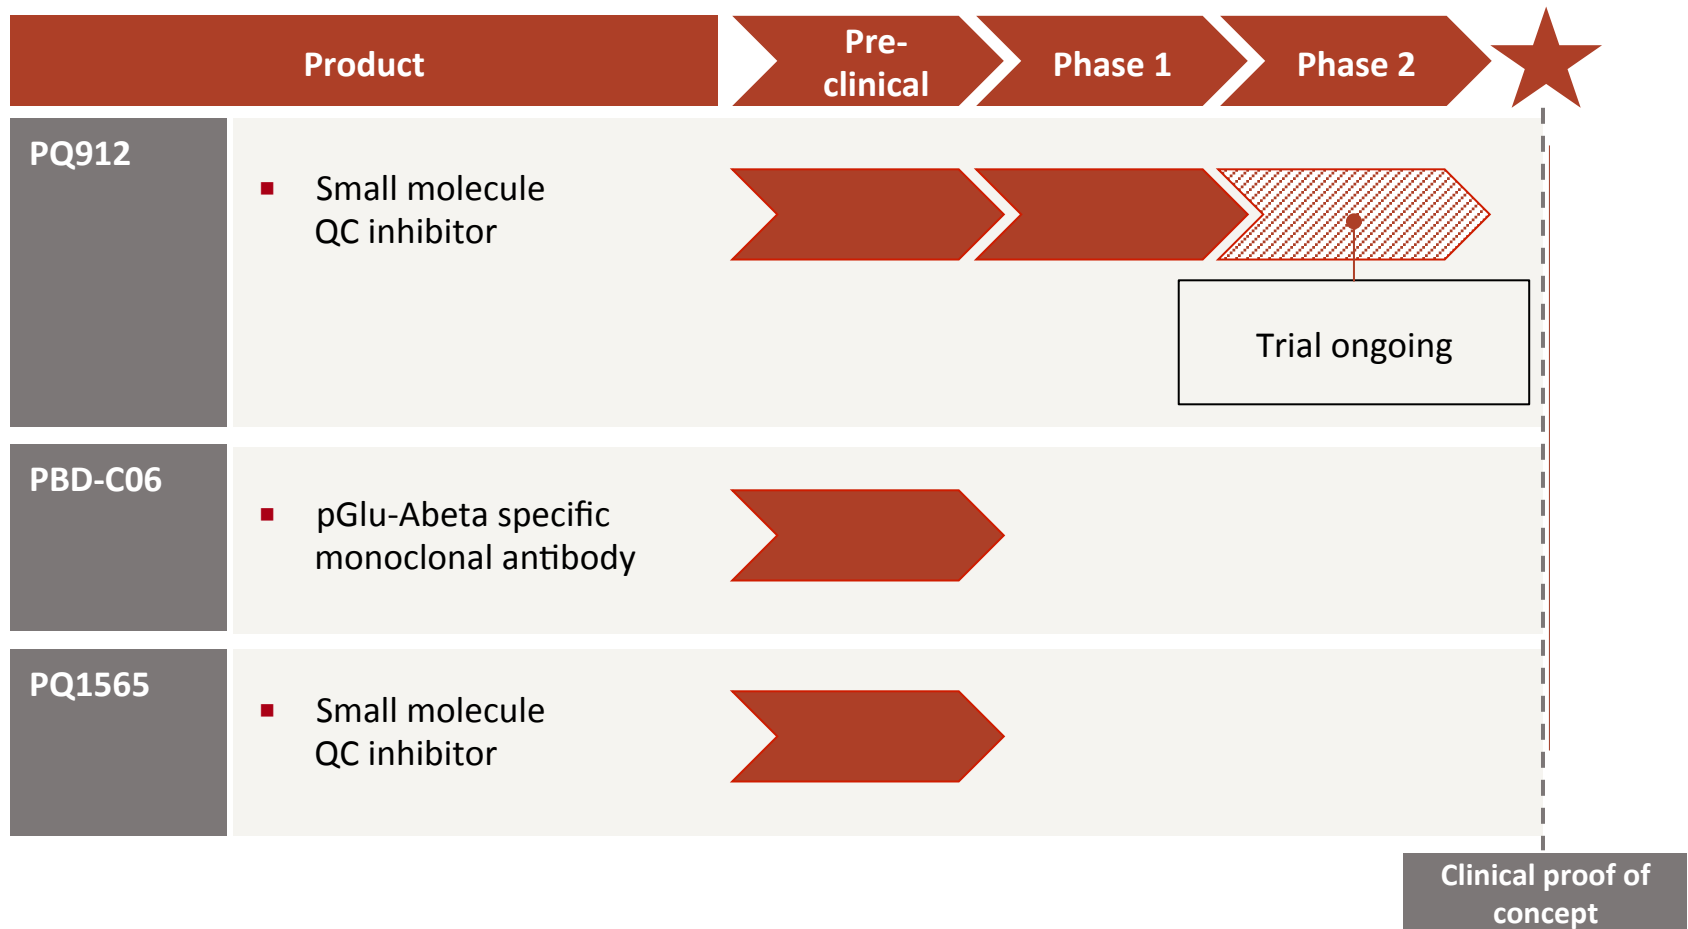 Product
Pre-
clinical
Phase 1
Phase 2
PQ912
▪ Small molecule
QC inhibitor
Trial ongoing
PBD-C06
▪ pGlu-Abeta specific
monoclonal antibody
PQ1565
▪ Small molecule
QC inhibitor
Clinical proof of
concept